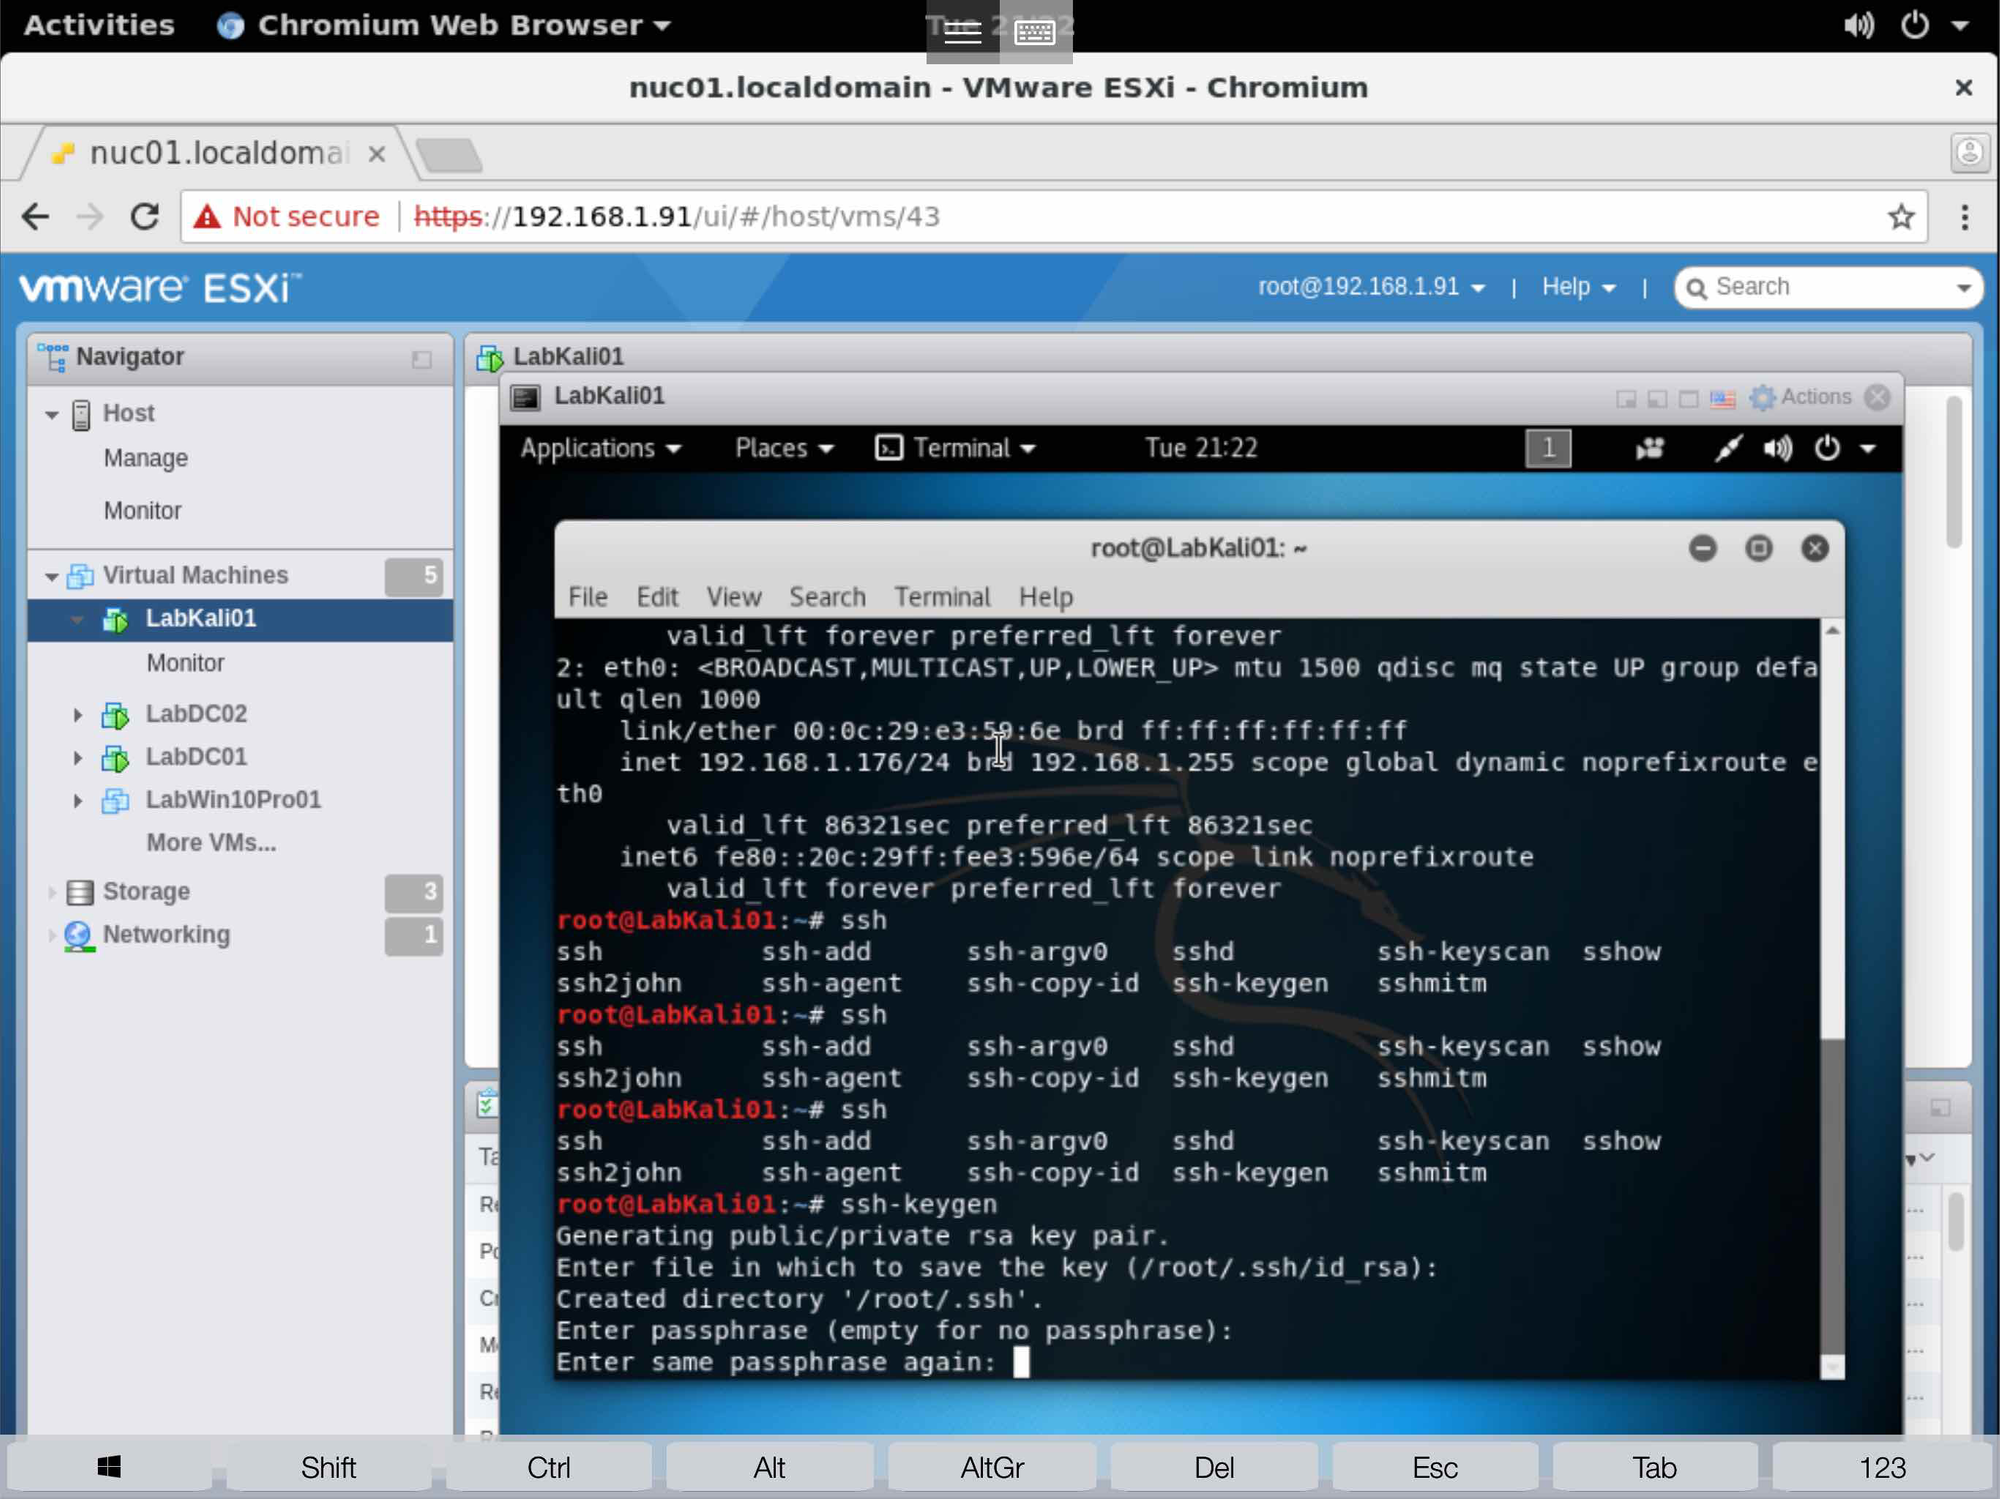 Activities Chromium Web Browser Tue 21:22
nuc01.localdomain - VMware ESXi - Chromium
nuc01.localdomai
Not secure https://192.168.1.91/ui/#/host/vms/43
vmware ESXi™ root@192.168.1.91 | Help | Search
Navigator
Host
Manage
Monitor
Virtual Machines 5
LabKali01
Monitor
LabDC02
LabDC01
LabWin10Pro01
More VMs...
Storage 3
Networking 1
LabKali01
LabKali01 Actions
Applications Places Terminal Tue 21:22 1
root@LabKali01: ~
File Edit View Search Terminal Help
valid_lft forever preferred_lft forever
2: eth0: <BROADCAST,MULTICAST,UP,LOWER_UP> mtu 1500 qdisc mq state UP group defa
ult qlen 1000
link/ether 00:0c:29:e3:59:6e brd ff:ff:ff:ff:ff:ff
inet 192.168.1.176/24 brd 192.168.1.255 scope global dynamic noprefixroute e
th0
valid_lft 86321sec preferred_lft 86321sec
inet6 fe80::20c:29ff:fee3:596e/64 scope link noprefixroute
valid_lft forever preferred_lft forever
root@LabKali01:~# ssh
ssh ssh-add ssh-argv0 sshd ssh-keyscan sshow
ssh2john ssh-agent ssh-copy-id ssh-keygen sshmitm
root@LabKali01:~# ssh
ssh ssh-add ssh-argv0 sshd ssh-keyscan sshow
ssh2john ssh-agent ssh-copy-id ssh-keygen sshmitm
root@LabKali01:~# ssh
ssh ssh-add ssh-argv0 sshd ssh-keyscan sshow
ssh2john ssh-agent ssh-copy-id ssh-keygen sshmitm
root@LabKali01:~# ssh-keygen
Generating public/private rsa key pair.
Enter file in which to save the key (/root/.ssh/id_rsa):
Created directory '/root/.ssh'.
Enter passphrase (empty for no passphrase):
Enter same passphrase again:
Shift Ctrl Alt AltGr Del Esc Tab 123